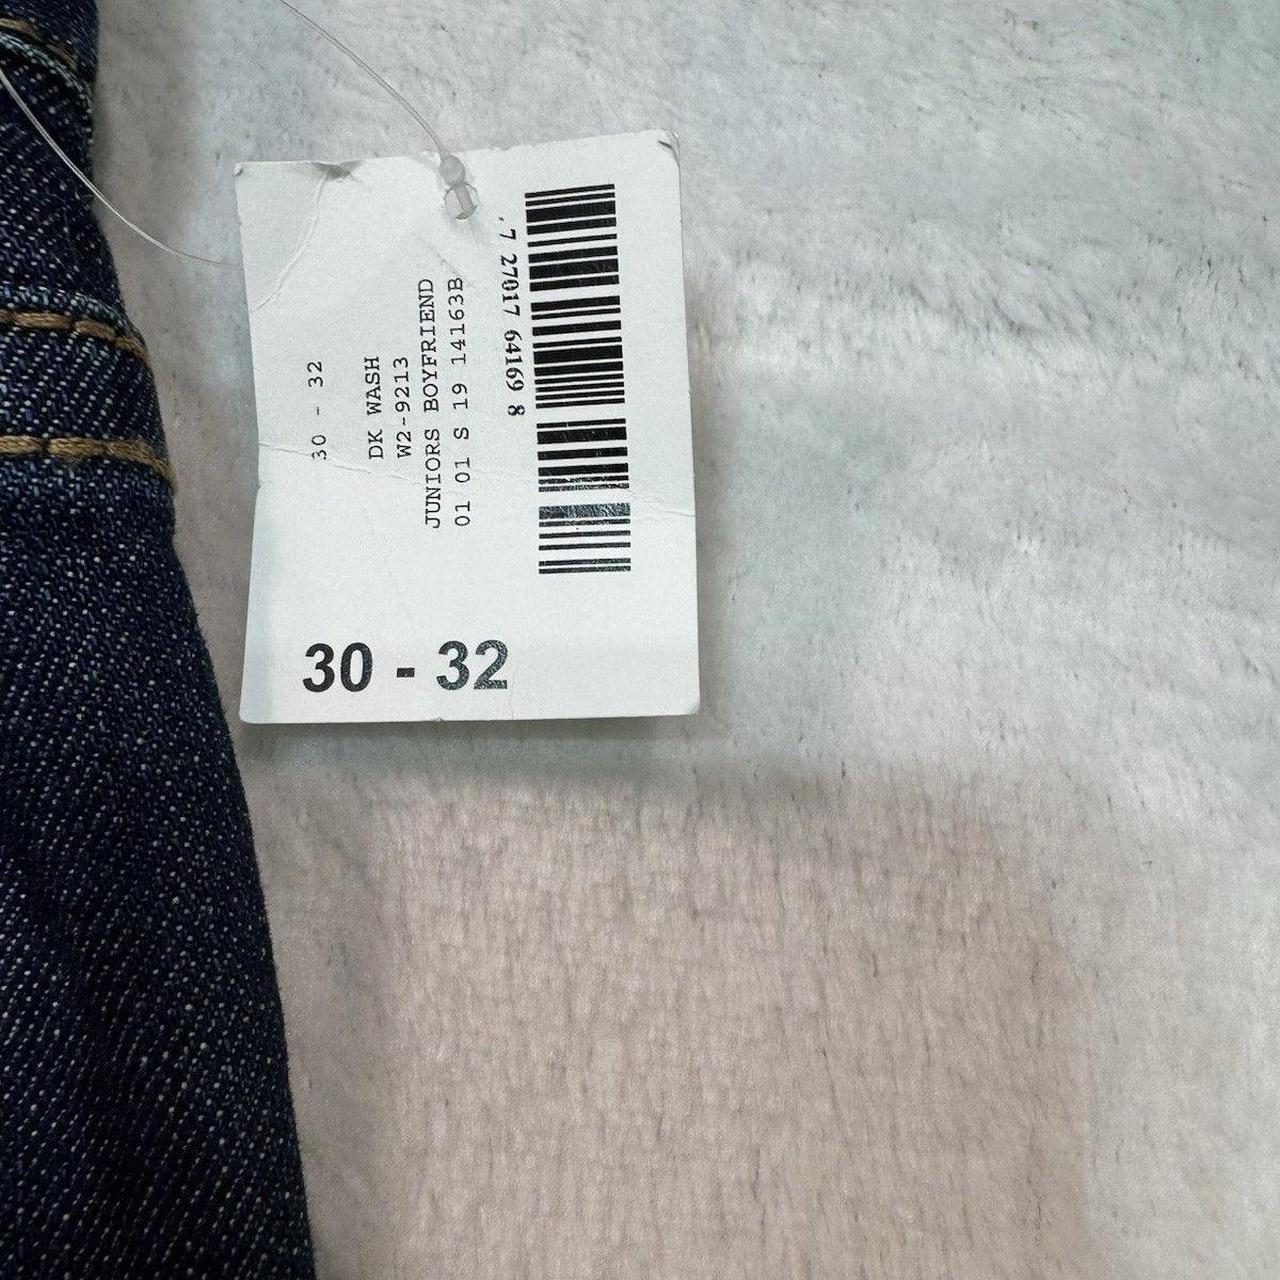 30 - 32
DK WASH
W2-9213
JUNIORS BOYFRIEND
01 01 S 19 14163B
7 27017 64169 8
30 - 32